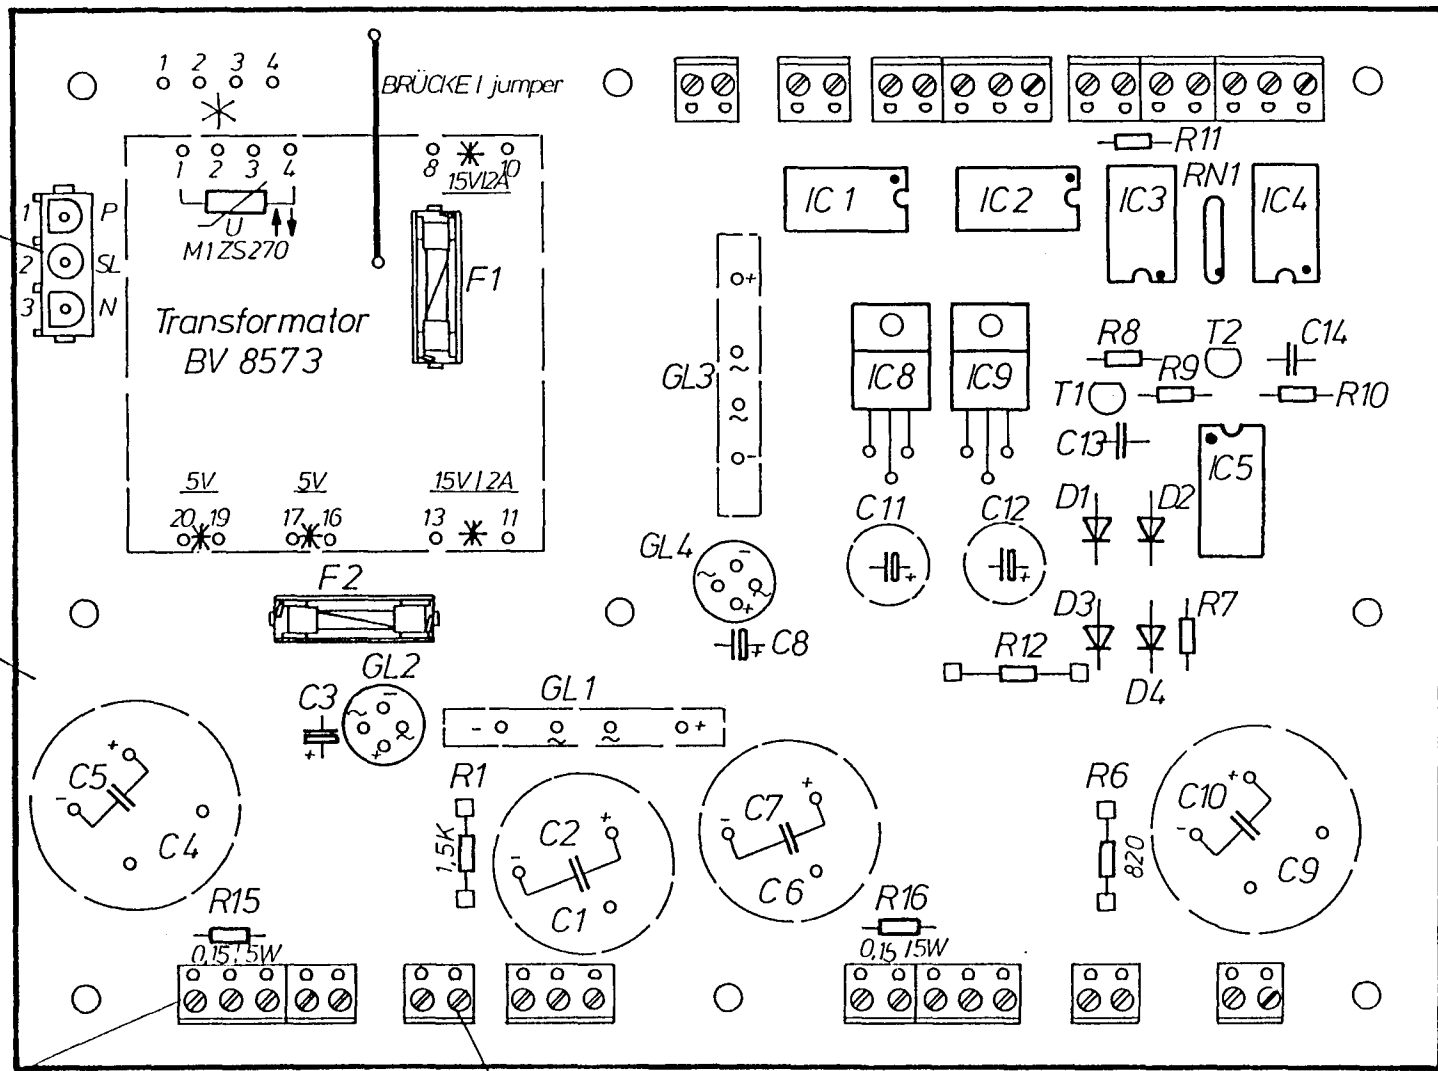 1 2 3 4
BRÜCKE / jumper
R11
1 2 3 4
8 10
15V/2A
IC 1
IC 2
IC3
RN1
IC4
1 P
U
M1ZS270
2 SL
F1
+
3 N
Transformator
BV 8573
R8
T2
C14
GL3
~
IC8
IC9
R9
T1
R10
~
C13
-
IC5
5V
5V
15V/2A
C11
C12
D1
D2
20 19
17 16
13 11
GL4
-
~ ~
+
+
+
F2
D3
R7
+ C8
R12
GL2
C3
GL1
D4
-
~ ~
+
+
- ~ ~ +
C5
+
-
R1
C7
+
-
R6
C10
+
-
1,5K
C2
+
-
C4
820
C9
C6
R15
C1
R16
0,15/5W
0,15/5W